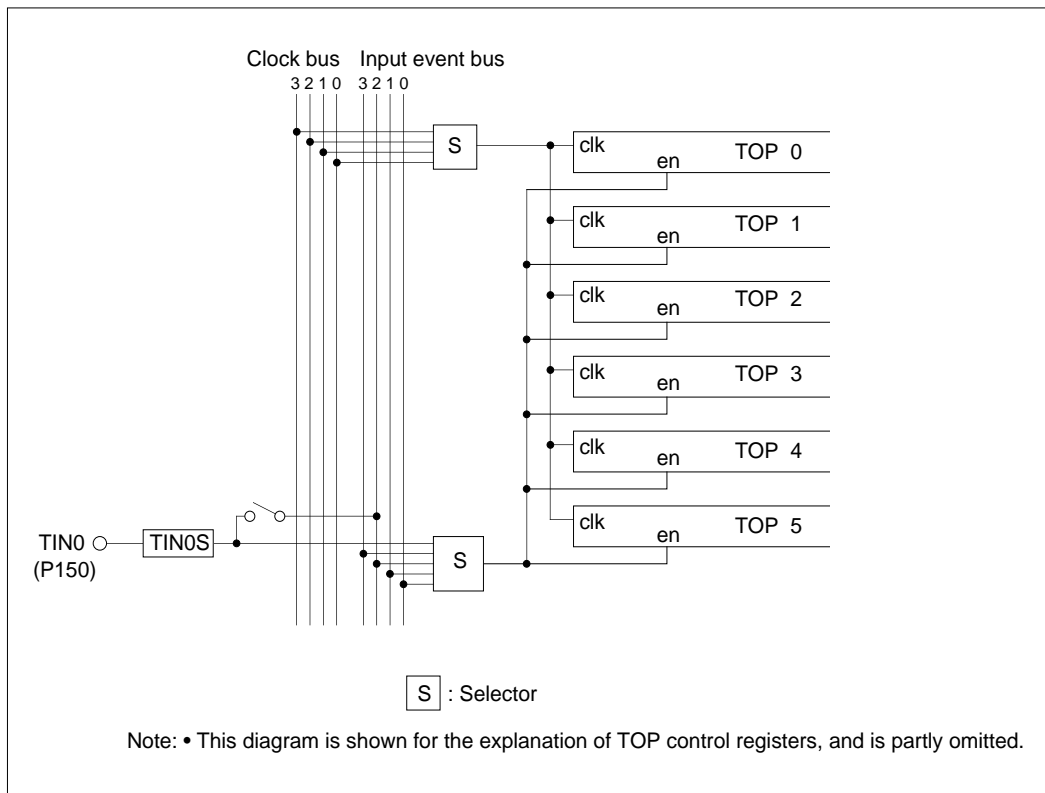 Clock bus Input event bus
3 2 1 0 3 2 1 0
S
clk en TOP 0
clk en TOP 1
clk en TOP 2
clk en TOP 3
clk en TOP 4
clk en TOP 5
TIN0 TIN0S
(P150)
S
S : Selector
Note: • This diagram is shown for the explanation of TOP control registers, and is partly omitted.